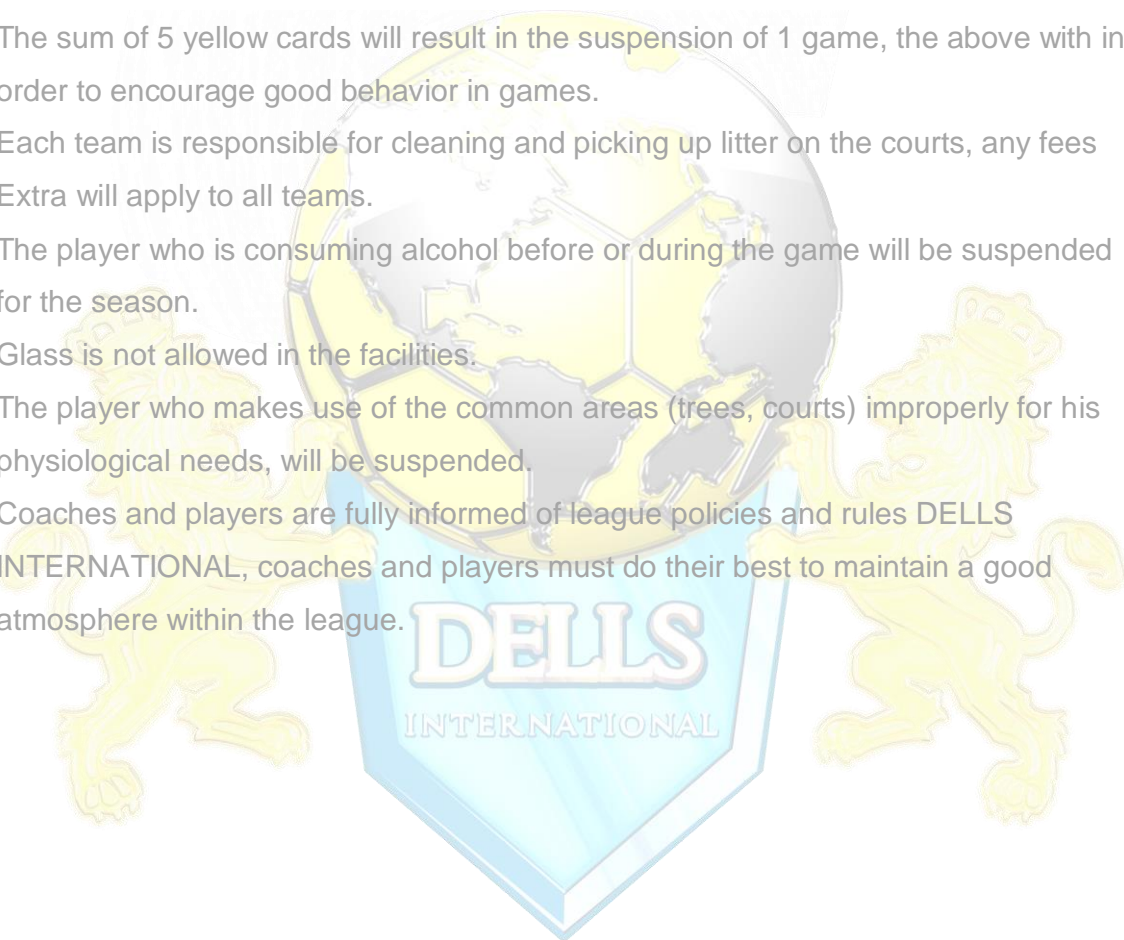 The sum of 5 yellow cards will result in the suspension of 1 game, the above with in
order to encourage good behavior in games.
Each team is responsible for cleaning and picking up litter on the courts, any fees
Extra will apply to all teams.
The player who is consuming alcohol before or during the game will be suspended
for the season.
Glass is not allowed in the facilities.
The player who makes use of the common areas (trees, courts) improperly for his
physiological needs, will be suspended.
Coaches and players are fully informed of league policies and rules DELLS
INTERNATIONAL, coaches and players must do their best to maintain a good
atmosphere within the league.
DELLS
INTERNATIONAL